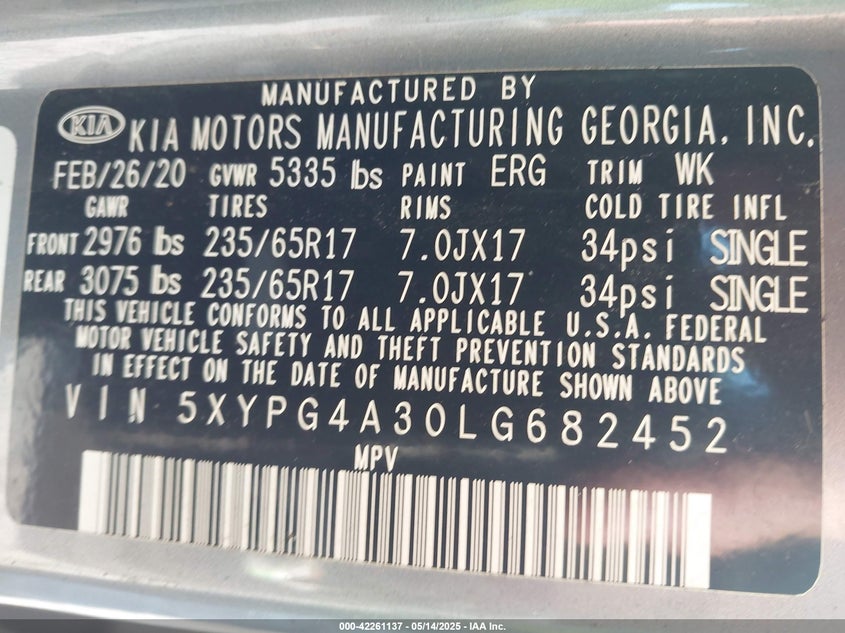 MANUFACTURED BY
KIA KIA MOTORS MANUFACTURING GEORGIA, INC.
FEB/26/20 GVWR 5335 lbs PAINT ERG TRIM WK
GAWR TIRES RIMS COLD TIRE INFL
FRONT 2976 lbs 235/65R17 7.0JX17 34psi SINGLE
REAR 3075 lbs 235/65R17 7.0JX17 34psi SINGLE
THIS VEHICLE CONFORMS TO ALL APPLICABLE U.S.A. FEDERAL
MOTOR VEHICLE SAFETY AND THEFT PREVENTION STANDARDS
IN EFFECT ON THE DATE OF MANUFACTURE SHOWN ABOVE
VIN 5XYPG4A30LG682452
MPV
000-42261137 - 05/14/2025 - IAA Inc.